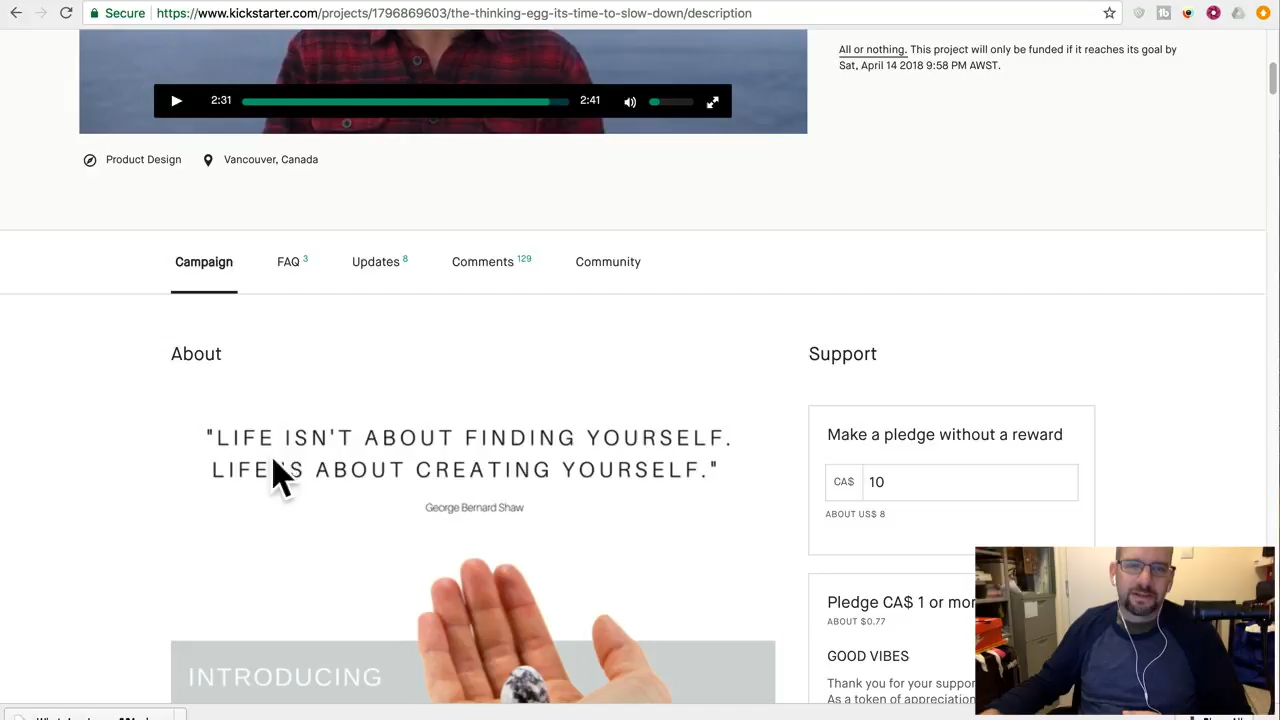 Secure https://www.kickstarter.com/projects/1796869603/the-thinking-egg-its-time-to-slow-down/description
All or nothing. This project will only be funded if it reaches its goal by
Sat, April 14 2018 9:58 PM AWST.
2:31 2:41
Product Design Vancouver, Canada
Campaign FAQ 3 Updates 8 Comments 129 Community
About
Support
"LIFE ISN'T ABOUT FINDING YOURSELF.
LIFE IS ABOUT CREATING YOURSELF."
George Bernard Shaw
Make a pledge without a reward
CA$ 10
ABOUT US$ 8
Pledge CA$ 1 or mor
ABOUT $0.77
GOOD VIBES
Thank you for your suppor
As a token of appreciation
INTRODUCING